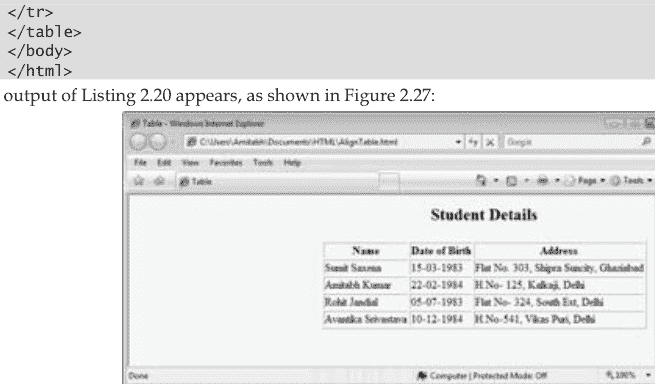 </tr>
</table>
</body>
</html>
output of Listing 2.20 appears, as shown in Figure 2.27:
Table - Windows Internet Explorer
C:\Users\Amitabh\Documents\HTML\AlignTable.html
Google
File Edit View Favorites Tools Help
Table
Page Tools
Student Details
Name Date of Birth Address
Sumit Saxena 15-03-1983 Flat No. 303, Shipra Suncity, Ghaziabad
Amitabh Kumar 22-02-1984 H.No- 125, Kalkaji, Delhi
Rohit Jandial 05-07-1983 Flat No- 324, South Ext, Delhi
Avantika Srivastava 10-12-1984 H.No-541, Vikas Puri, Delhi
Done
Computer | Protected Mode: Off
100%